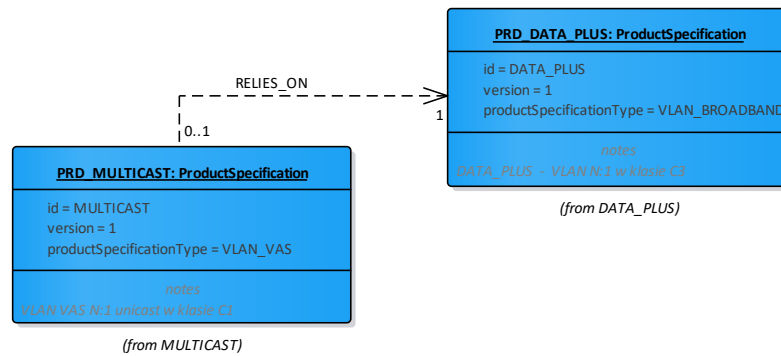 PRD_DATA_PLUS: ProductSpecification
id = DATA_PLUS
version = 1
productSpecificationType = VLAN_BROADBAND
notes
DATA_PLUS - VLAN N:1 w klasie C3
(from DATA_PLUS)
RELIES_ON
1
0..1
PRD_MULTICAST: ProductSpecification
id = MULTICAST
version = 1
productSpecificationType = VLAN_VAS
notes
VLAN VAS N:1 unicast w klasie C1
(from MULTICAST)